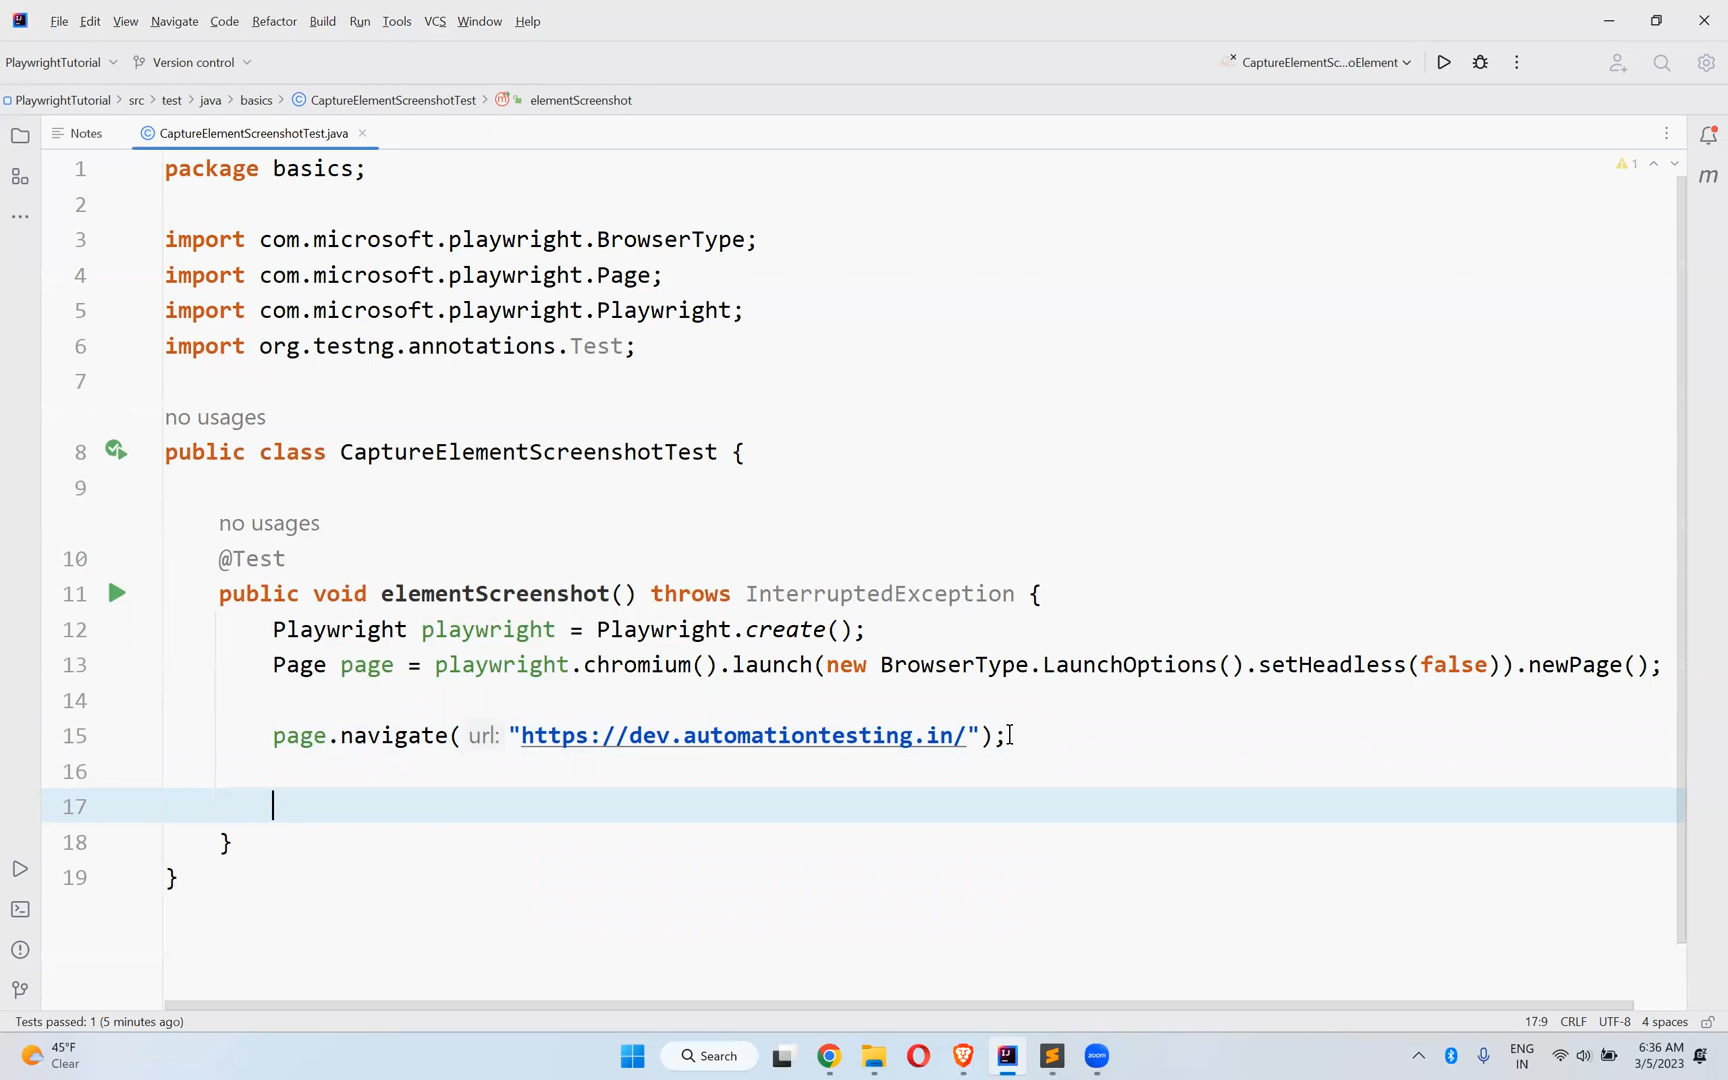 File Edit View Navigate Code Refactor Build Run Tools VCS Window Help
PlaywrightTutorial Version control CaptureElementSc...oElement
PlaywrightTutorial src test java basics CaptureElementScreenshotTest elementScreenshot
Notes CaptureElementScreenshotTest.java
1 package basics; 1
2
3 import com.microsoft.playwright.BrowserType;
4 import com.microsoft.playwright.Page;
5 import com.microsoft.playwright.Playwright;
6 import org.testng.annotations.Test;
7
no usages
8 public class CaptureElementScreenshotTest {
9
no usages
10 @Test
11 public void elementScreenshot() throws InterruptedException {
12 Playwright playwright = Playwright.create();
13 Page page = playwright.chromium().launch(new BrowserType.LaunchOptions().setHeadless(false)).newPage();
14
15 page.navigate( url: "https://dev.automationtesting.in/");
16
17
18 }
19 }
Tests passed: 1 (5 minutes ago) 17:9 CRLF UTF-8 4 spaces
45°F
Clear
Search
zoom
ENG
IN
6:36 AM
3/5/2023
m